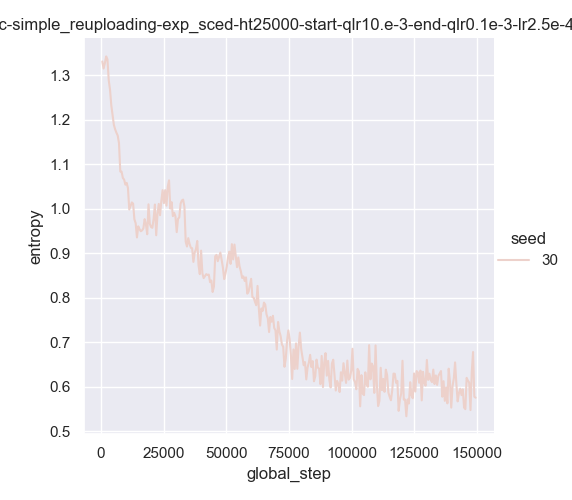 c-simple_reuploading-exp_sced-ht25000-start-qlr10.e-3-end-qlr0.1e-3-lr2.5e-4
1.3
1.2
1.1
1.0
0.9
0.8
0.7
0.6
0.5
entropy
seed
30
0 25000 50000 75000 100000 125000 150000
global_step